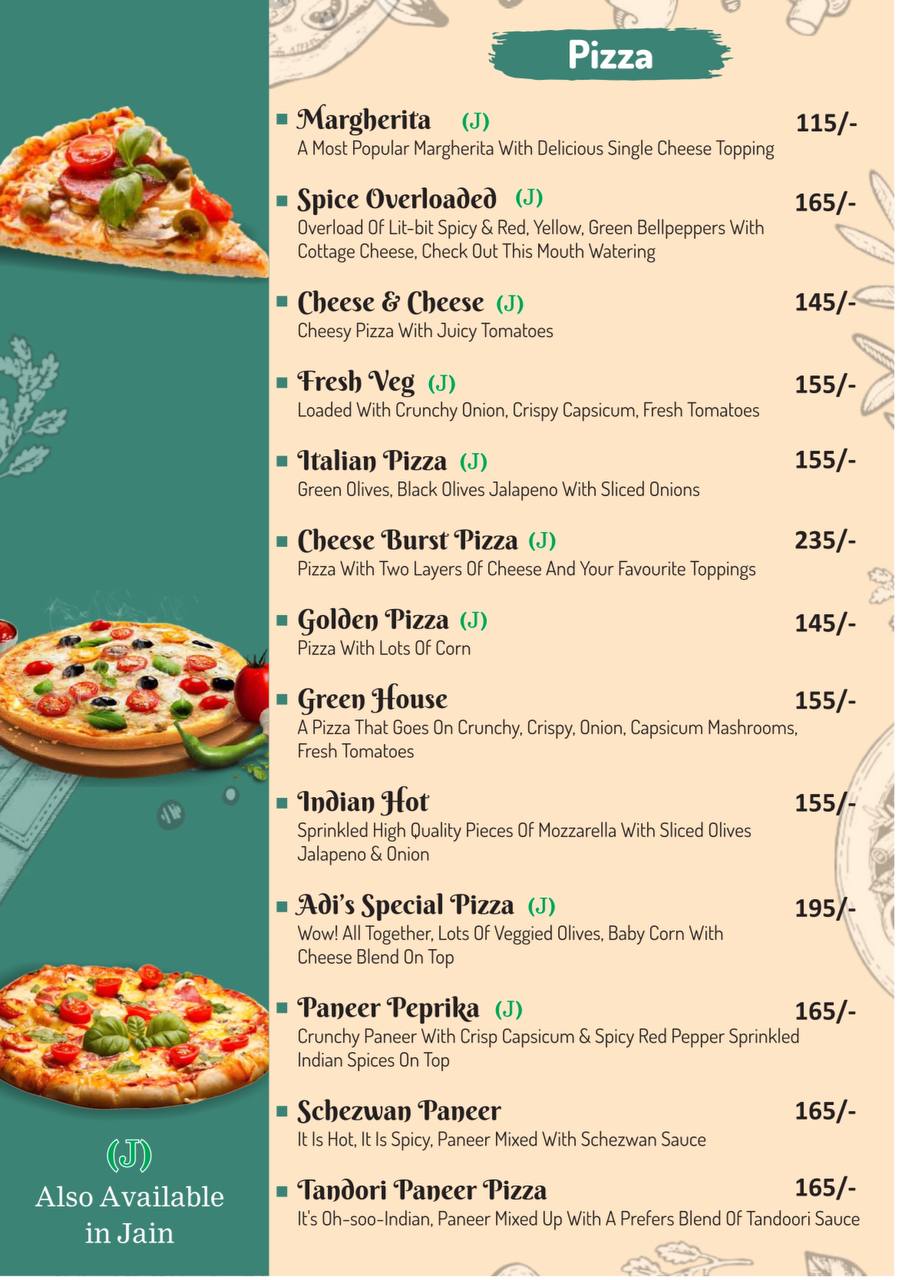 Pizza
Margherita (J) 115/-
A Most Popular Margherita With Delicious Single Cheese Topping
Spice Overloaded (J) 165/-
Overload Of Lit-bit Spicy & Red, Yellow, Green Bellpeppers With
Cottage Cheese, Check Out This Mouth Watering
Cheese & Cheese (J) 145/-
Cheesy Pizza With Juicy Tomatoes
Fresh Veg (J) 155/-
Loaded With Crunchy Onion, Crispy Capsicum, Fresh Tomatoes
Italian Pizza (J) 155/-
Green Olives, Black Olives Jalapeno With Sliced Onions
Cheese Burst Pizza (J) 235/-
Pizza With Two Layers Of Cheese And Your Favourite Toppings
Golden Pizza (J) 145/-
Pizza With Lots Of Corn
Green House 155/-
A Pizza That Goes On Crunchy, Crispy, Onion, Capsicum Mashrooms,
Fresh Tomatoes
Indian Hot 155/-
Sprinkled High Quality Pieces Of Mozzarella With Sliced Olives
Jalapeno & Onion
Adi's Special Pizza (J) 195/-
Wow! All Together, Lots Of Veggied Olives, Baby Corn With
Cheese Blend On Top
Paneer Peprika (J) 165/-
Crunchy Paneer With Crisp Capsicum & Spicy Red Pepper Sprinkled
Indian Spices On Top
Schezwan Paneer 165/-
It Is Hot, It Is Spicy, Paneer Mixed With Schezwan Sauce
Tandori Paneer Pizza 165/-
It's Oh-soo-Indian, Paneer Mixed Up With A Prefers Blend Of Tandoori Sauce
(J)
Also Available
in Jain